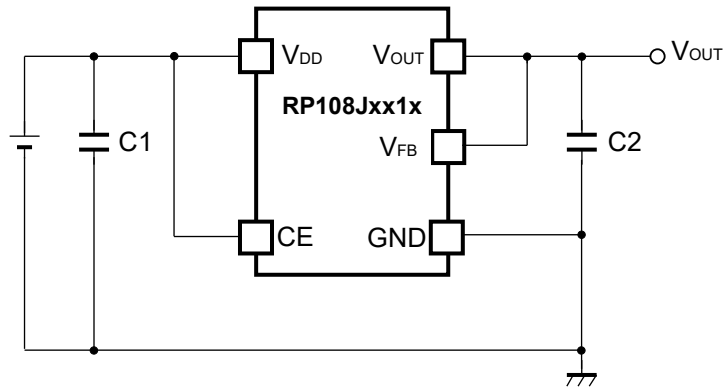 VDD
VOUT
VOUT
RP108Jxx1x
C1
VFB
C2
CE
GND